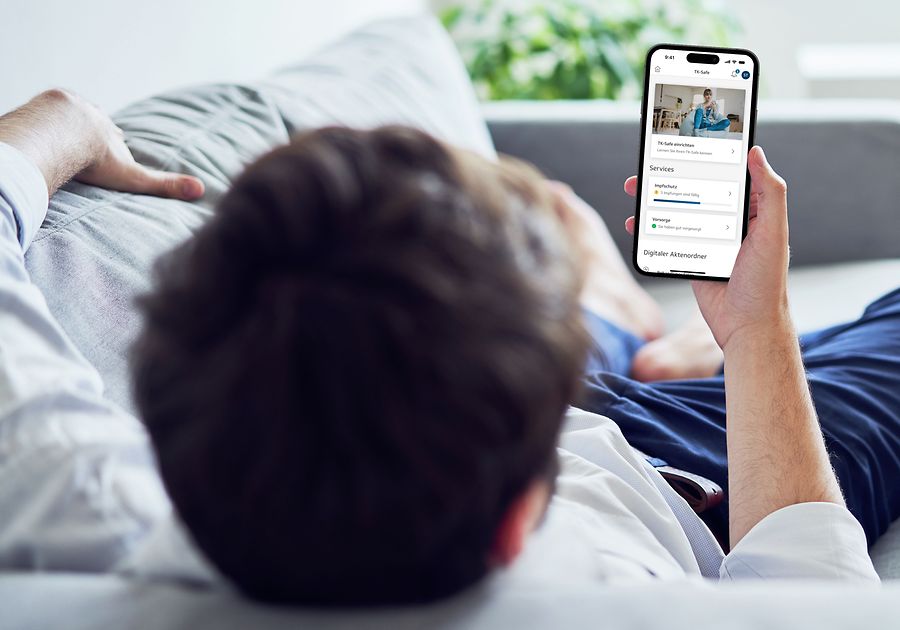 9:41
TK-Safe
TK-Safe einrichten
Lernen Sie Ihren TK-Safe kennen
Services
Impfschutz
5 Impfungen sind fällig
Vorsorge
Sie haben gut vorgesorgt
Digitaler Aktenordner